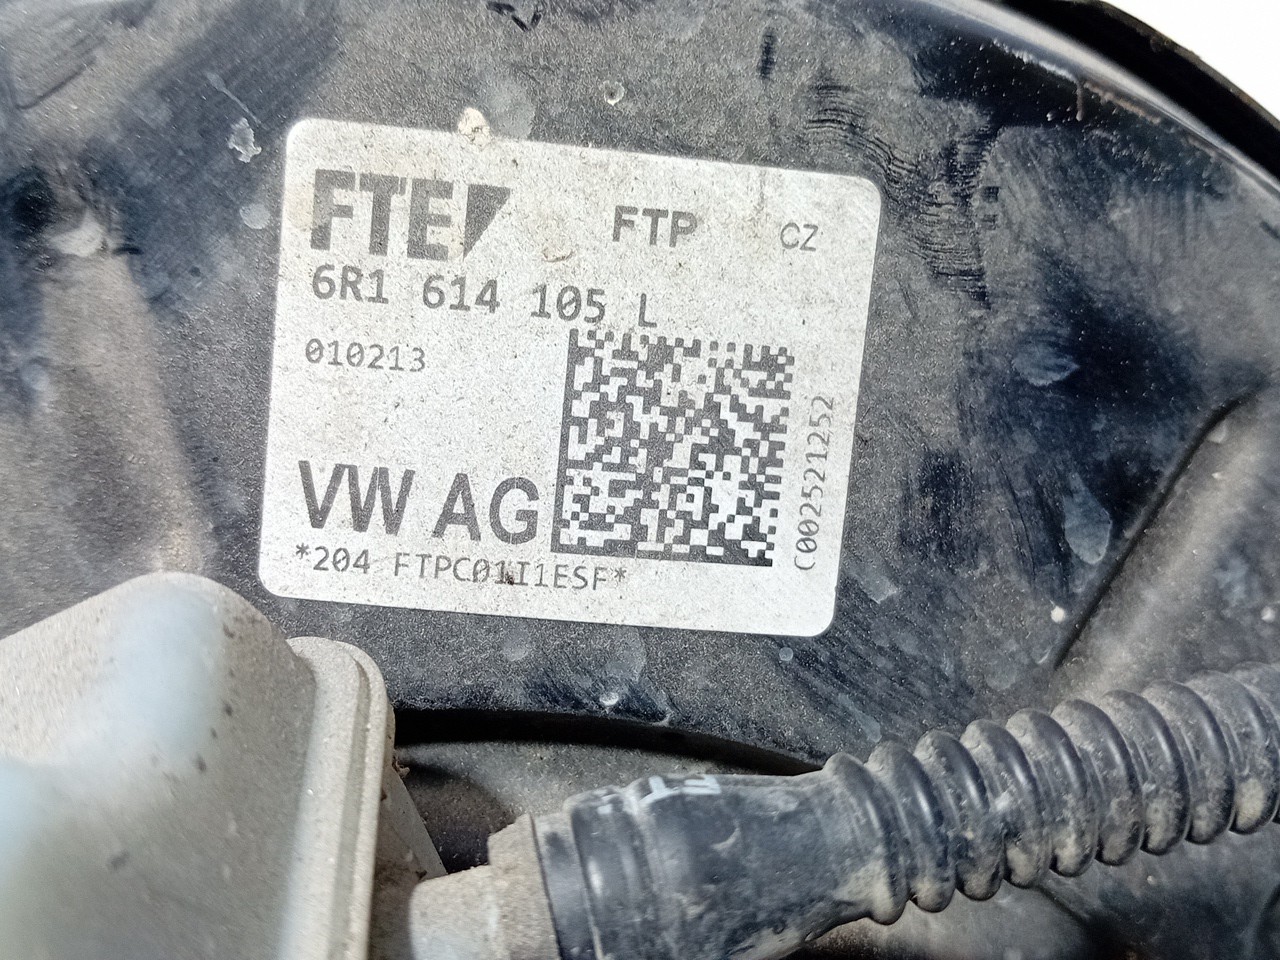 FTE FTP CZ
6R1 614 105 L
010213
VW AG
*204 FTPC01I1ESF*
C002521252